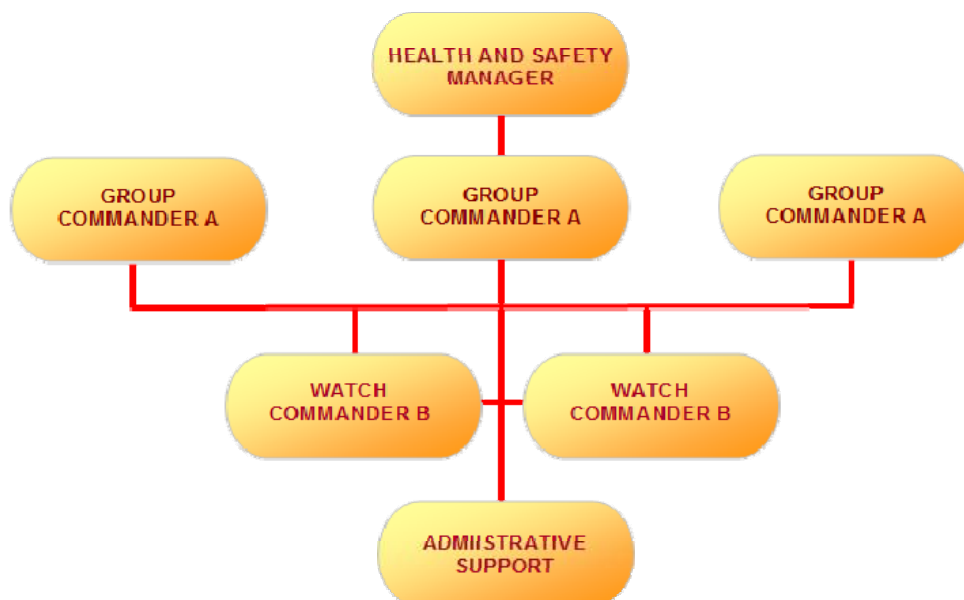 HEALTH AND SAFETY
MANAGER
GROUP
COMMANDER A
GROUP
COMMANDER A
GROUP
COMMANDER A
WATCH
COMMANDER B
WATCH
COMMANDER B
ADMIISTRATIVE
SUPPORT